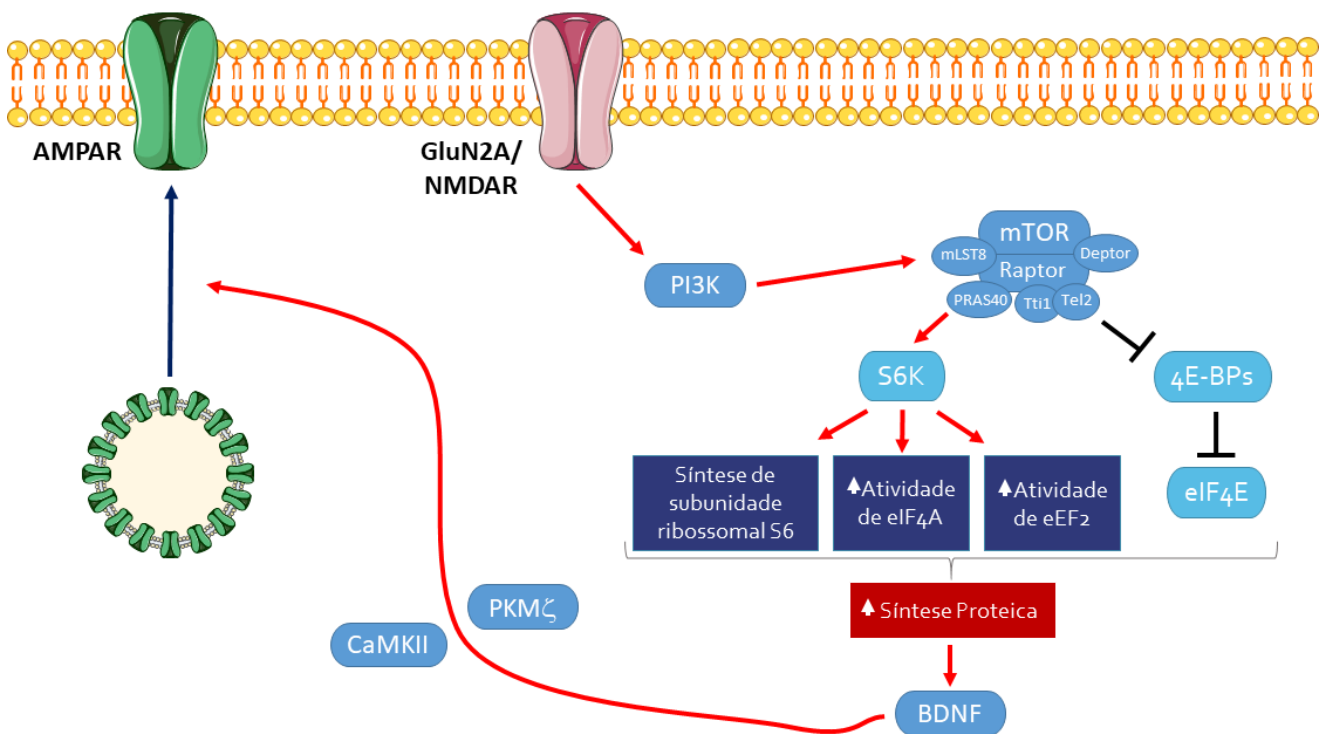 AMPAR
GluN2A/
NMDAR
mTOR
mLST8
Deptor
Raptor
PI3K
PRAS40
Tti1
Tel2
S6K
4E-BPs
Síntese de
subunidade
ribossomal S6
Atividade
de eIF4A
Atividade
de eEF2
eIF4E
PKMζ
Síntese Proteica
CaMKII
BDNF